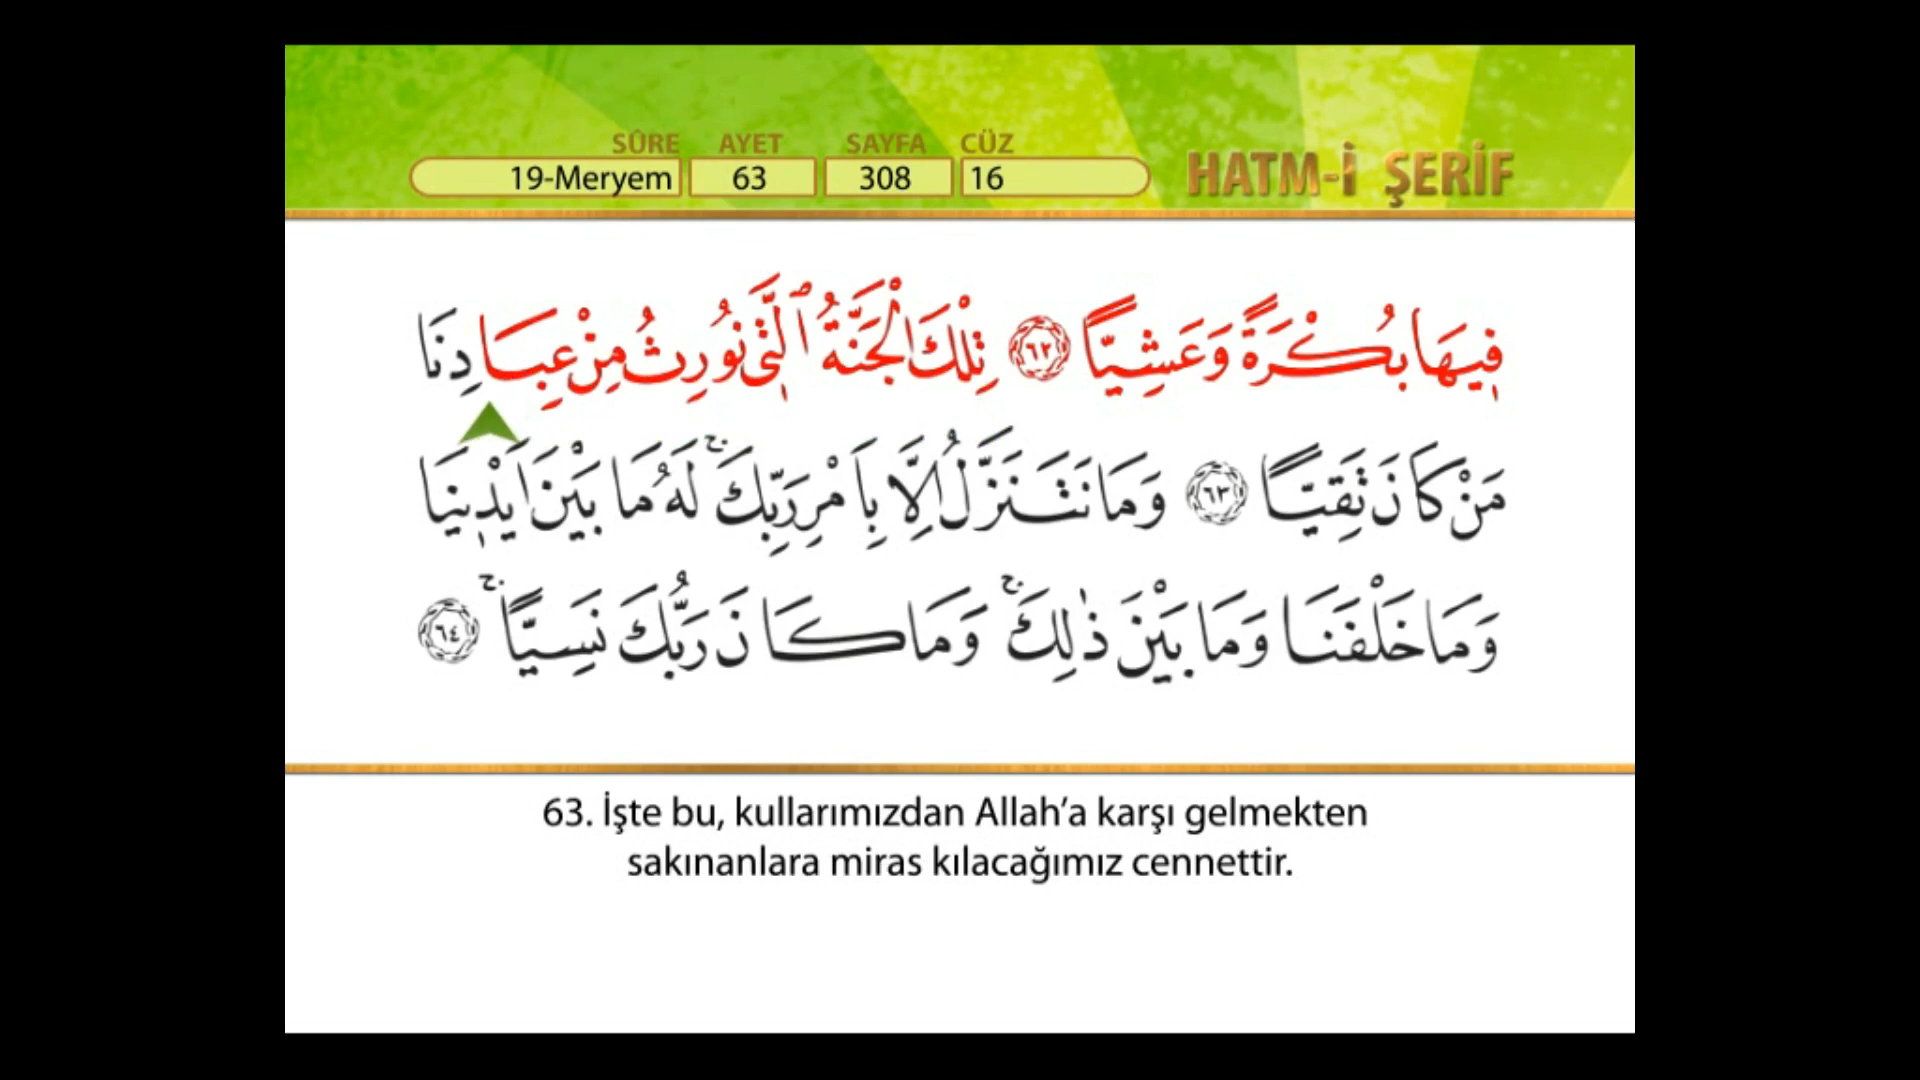 SÛRE AYET SAYFA CÜZ
19-Meryem 63 308 16 HATM-İ ŞERİF
فِيهَا بُكْرَةً وَعَشِيًّا ﴿٦٢﴾ تِلْكَ الْجَنَّةُ الَّتِى نُورِثُ مِنْ عِبَادِنَا
مَنْ كَانَ تَقِيًّا ﴿٦٣﴾ وَمَا نَتَنَزَّلُ اِلَّا بِاَمْرِ رَبِّكَۚ لَهُ مَا بَيْنَ اَيْدِينَا
وَمَا خَلْفَنَا وَمَا بَيْنَ ذٰلِكَۚ وَمَا كَانَ رَبُّكَ نَسِيًّاۚ ﴿٦٤﴾
63. İşte bu, kullarımızdan Allah’a karşı gelmekten
sakınanlara miras kılacağımız cennettir.